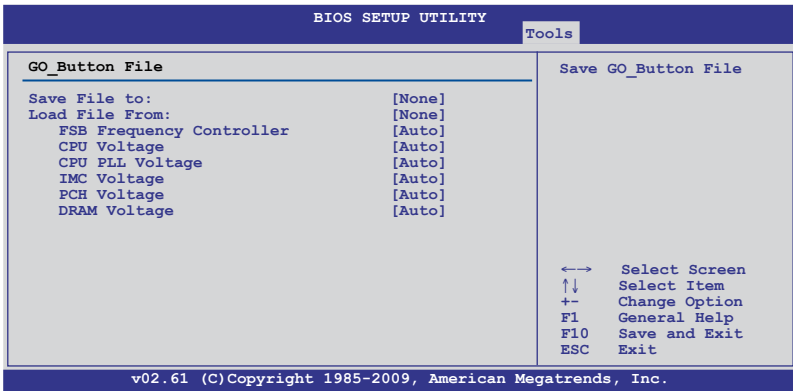 BIOS SETUP UTILITY
Tools
GO_Button File
Save File to: [None]
Load File From: [None]
FSB Frequency Controller [Auto]
CPU Voltage [Auto]
CPU PLL Voltage [Auto]
IMC Voltage [Auto]
PCH Voltage [Auto]
DRAM Voltage [Auto]
Save GO_Button File
←→ Select Screen
↑↓ Select Item
+- Change Option
F1 General Help
F10 Save and Exit
ESC Exit
v02.61 (C)Copyright 1985-2009, American Megatrends, Inc.